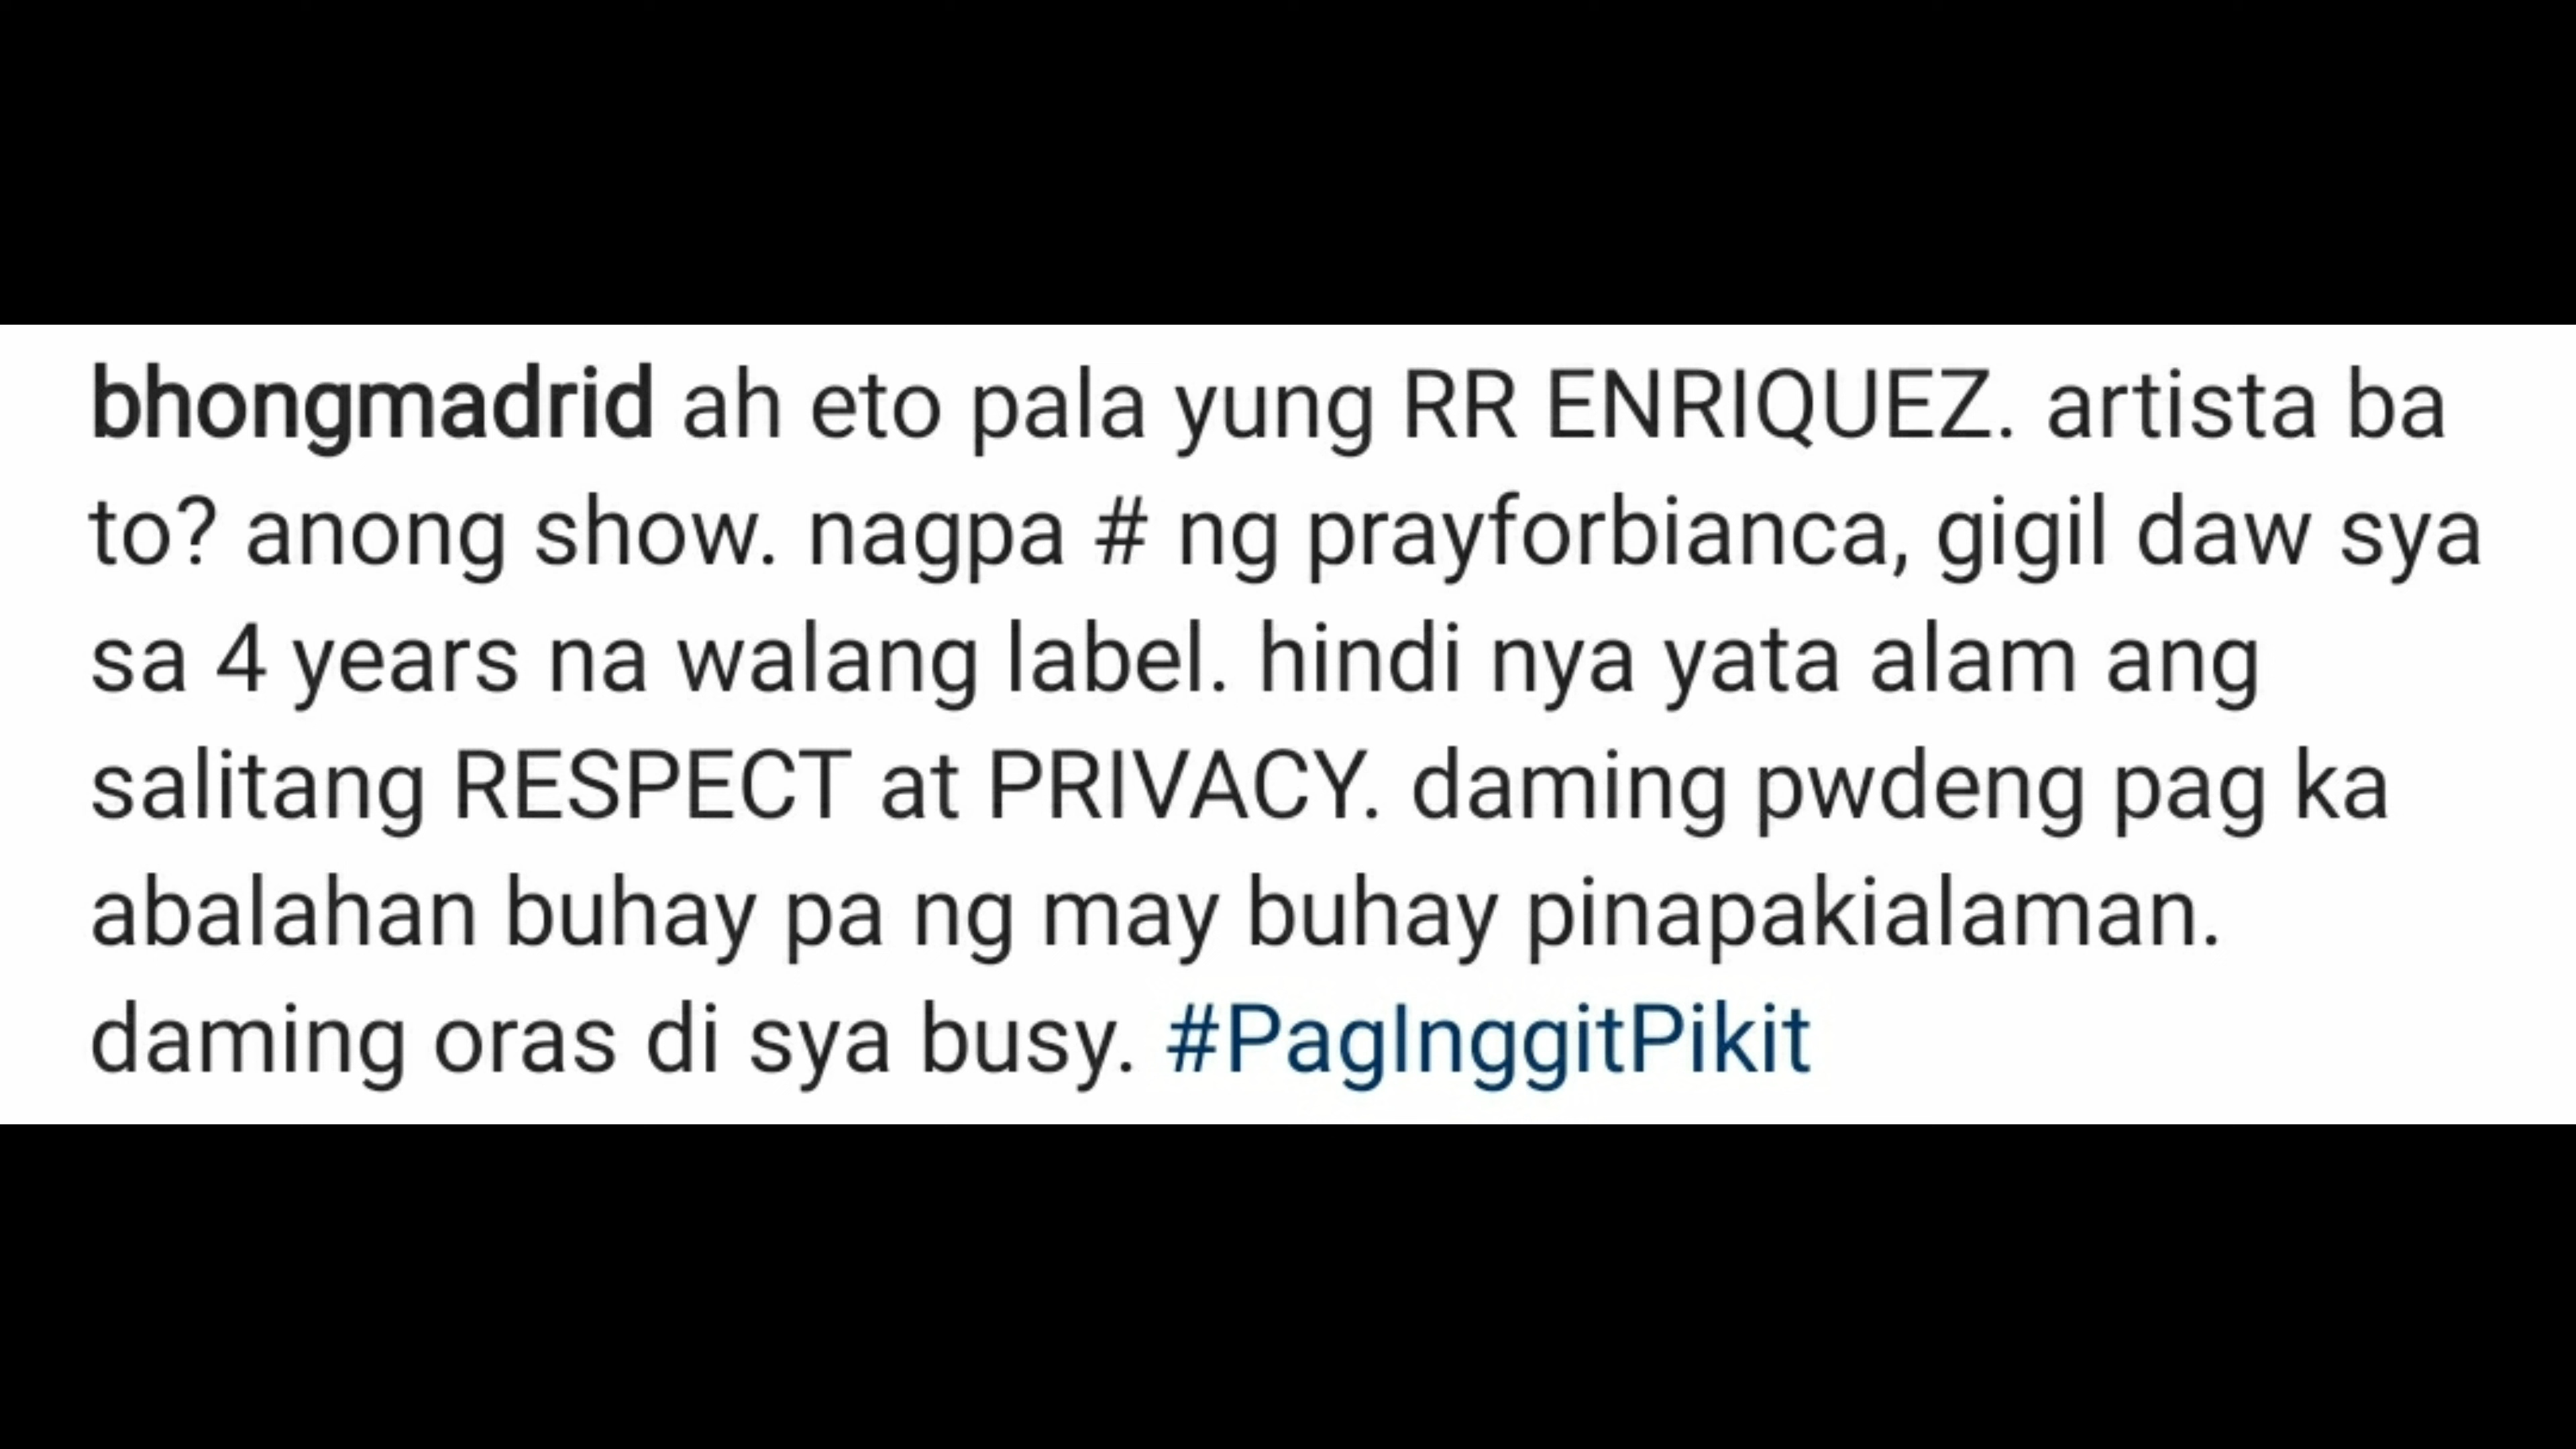 bhongmadrid ah eto pala yung RR ENRIQUEZ. artista ba
to? anong show. nagpa # ng prayforbianca, gigil daw sya
sa 4 years na walang label. hindi nya yata alam ang
salitang RESPECT at PRIVACY. daming pwdeng pag ka
abalahan buhay pa ng may buhay pinapakialaman.
daming oras di sya busy. #PagInggitPikit